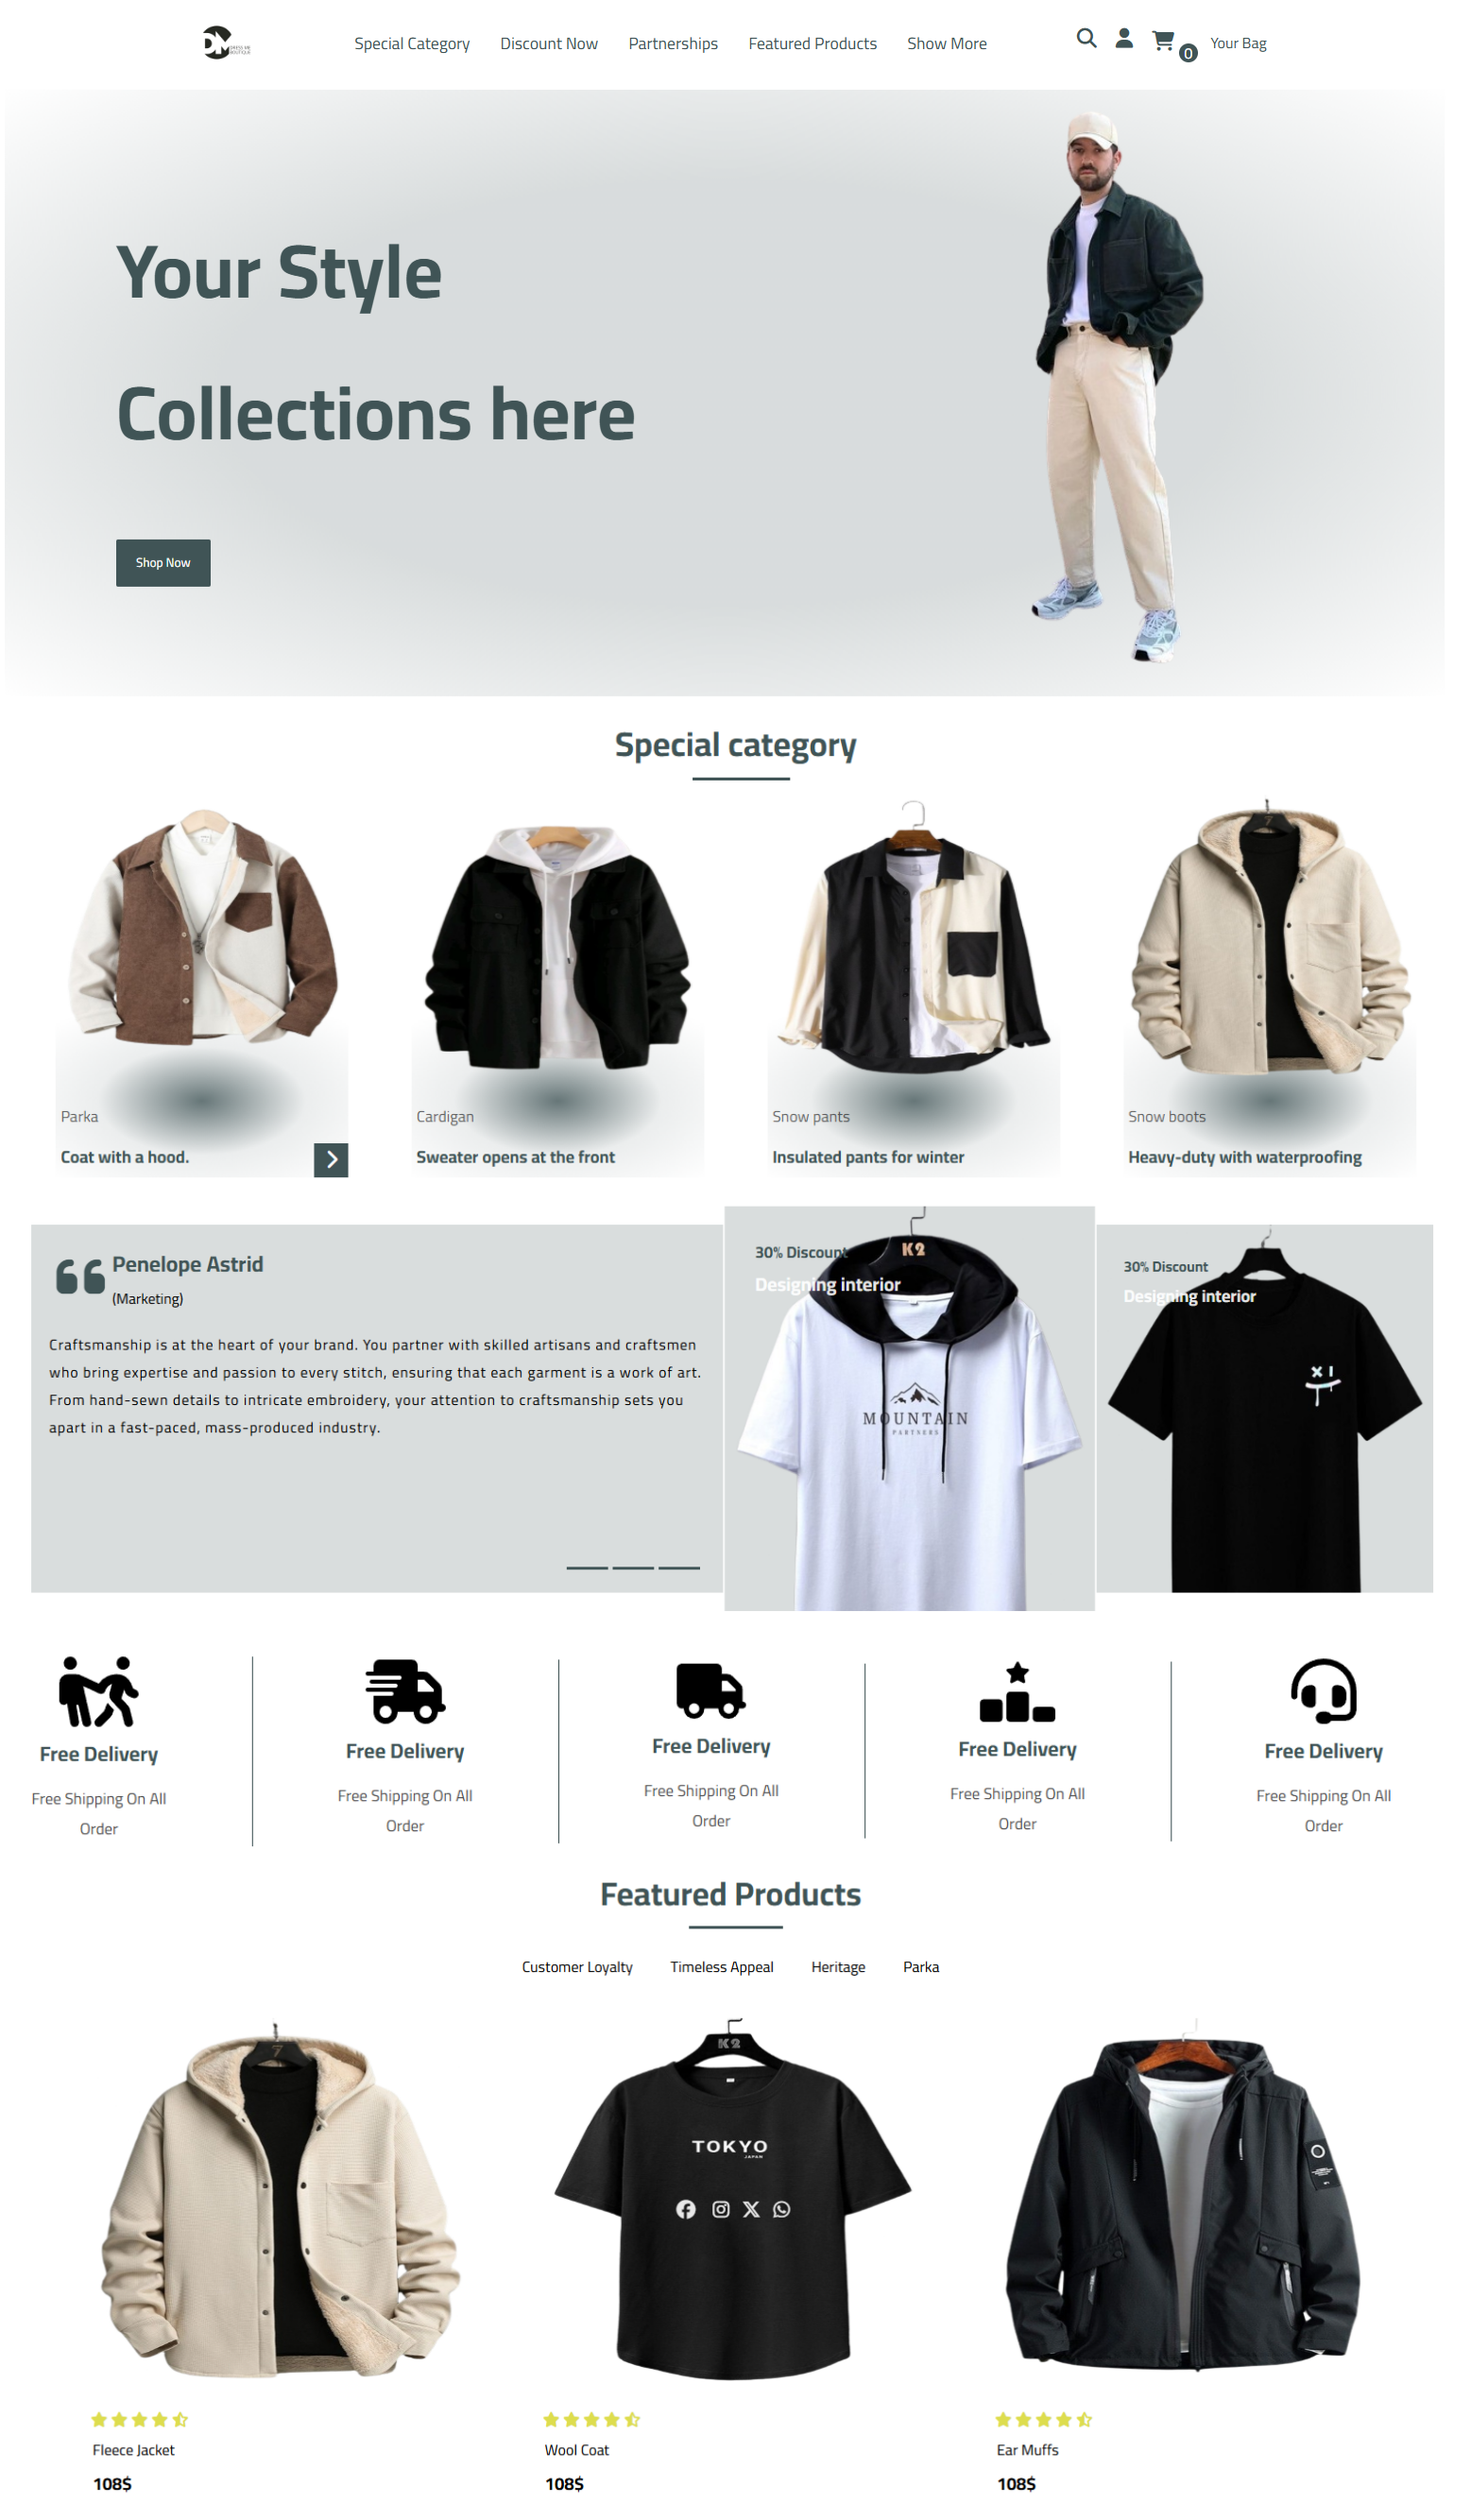 DM
Special Category
Discount Now
Partnerships
Featured Products
Show More
0
Your Bag
Your Style
Collections here
Shop Now
Special category
7
Parka
Coat with a hood.
Cardigan
Sweater opens at the front
Snow pants
Insulated pants for winter
Snow boots
Heavy-duty with waterproofing
Penelope Astrid
(Marketing)
Craftsmanship is at the heart of your brand. You partner with skilled artisans and craftsmen
who bring expertise and passion to every stitch, ensuring that each garment is a work of art.
From hand-sewn details to intricate embroidery, your attention to craftsmanship sets you
apart in a fast-paced, mass-produced industry.
30% Discount
Designing interior
K2
MOUNTAIN
PARTNERS
30% Discount
Designing interior
Free Delivery
Free Shipping On All
Order
Free Delivery
Free Shipping On All
Order
Free Delivery
Free Shipping On All
Order
Free Delivery
Free Shipping On All
Order
Free Delivery
Free Shipping On All
Order
Featured Products
Customer Loyalty
Timeless Appeal
Heritage
Parka
7
K2
TOKYO
JAPAN
Fleece Jacket
108$
Wool Coat
108$
Ear Muffs
108$